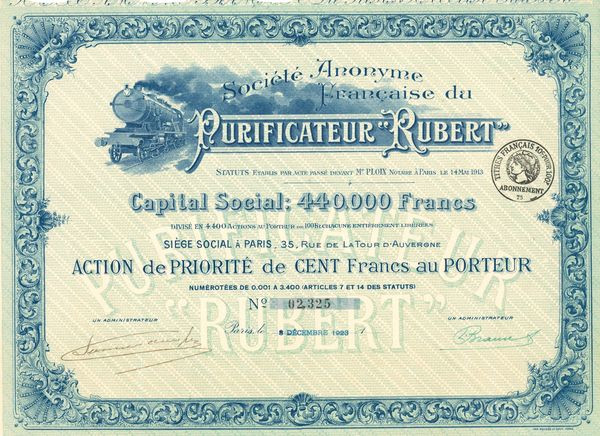 Société Anonyme
Française du
PURIFICATEUR "RUBERT"
STATUTS ETABLIS PAR ACTE PASSÉ DEVANT Me PLOIX NOTAIRE À PARIS LE 14 MAI 1913
TITRES FRANÇAIS
ABONNEMENT
Capital Social: 440.000 Francs
DIVISÉ EN 4.400 ACTIONS AU PORTEUR DE 100 Frs CHACUNE ENTIÈREMENT LIBÉRÉES
SIÈGE SOCIAL À PARIS, 35, RUE DE LA TOUR D'AUVERGNE
ACTION de PRIORITÉ de CENT Francs au PORTEUR
NUMÉROTÉES DE 0.001 A 3.400 (ARTICLES 7 ET 14 DES STATUTS)
No 02,325
UN ADMINISTRATEUR
UN ADMINISTRATEUR
Paris, le 8 DÉCEMBRE 1923
PURIFICATEUR
"RUBERT"